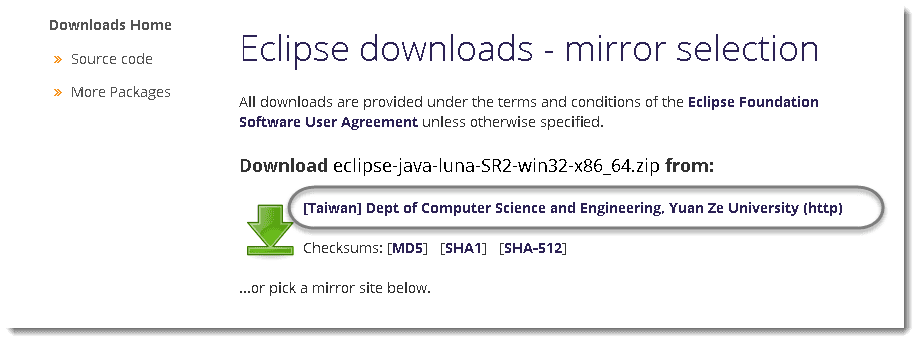 Downloads Home
» Source code
» More Packages
Eclipse downloads - mirror selection
All downloads are provided under the terms and conditions of the Eclipse Foundation
Software User Agreement unless otherwise specified.
Download eclipse-java-luna-SR2-win32-x86_64.zip from:
[Taiwan] Dept of Computer Science and Engineering, Yuan Ze University (http)
Checksums: [MD5] [SHA1] [SHA-512]
...or pick a mirror site below.